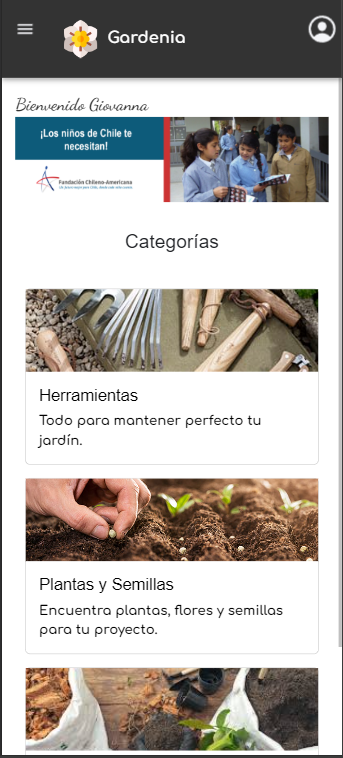 Gardenia
Bienvenido Giovanna
¡Los niños de Chile te
necesitan!
Fundación Chileno-Americana
Categorías
Herramientas
Todo para mantener perfecto tu
jardín.
Plantas y Semillas
Encuentra plantas, flores y semillas
para tu proyecto.